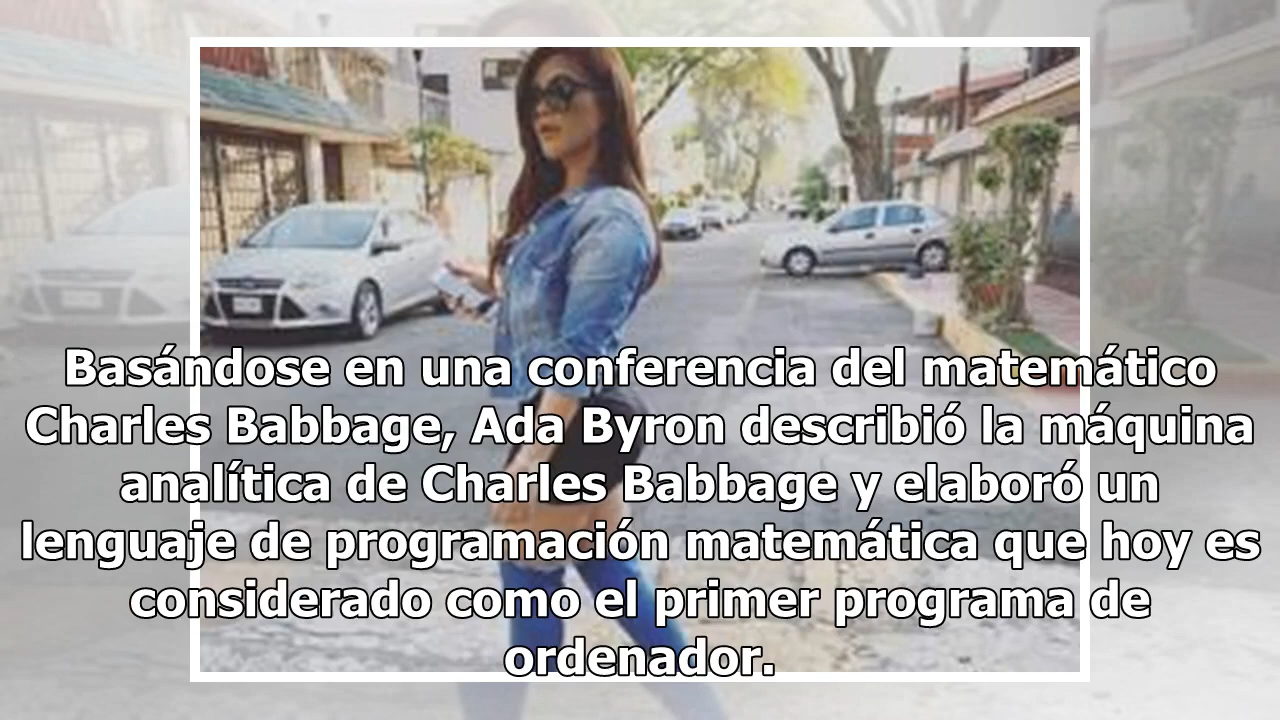 Basándose en una conferencia del matemático
Charles Babbage, Ada Byron describió la máquina
analítica de Charles Babbage y elaboró un
lenguaje de programación matemática que hoy es
considerado como el primer programa de
ordenador.